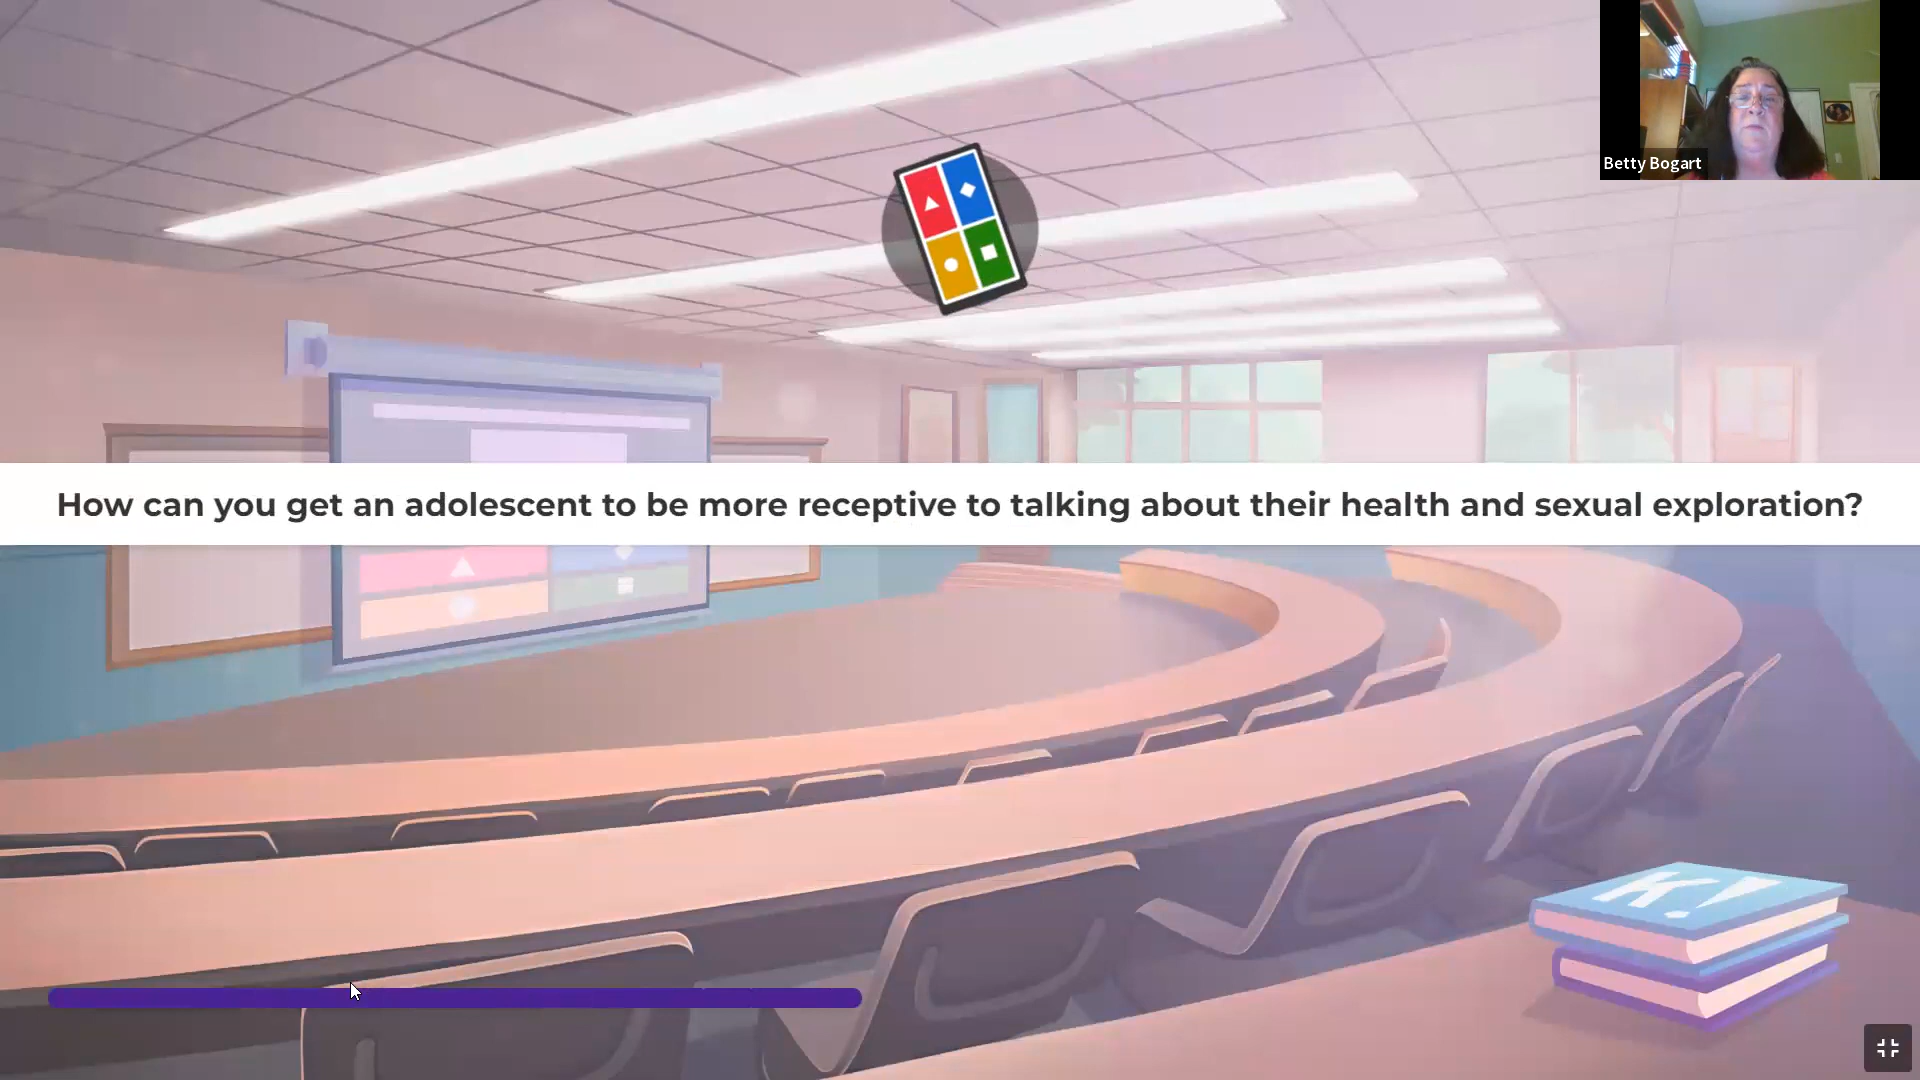 Betty Bogart
How can you get an adolescent to be more receptive to talking about their health and sexual exploration?
K!